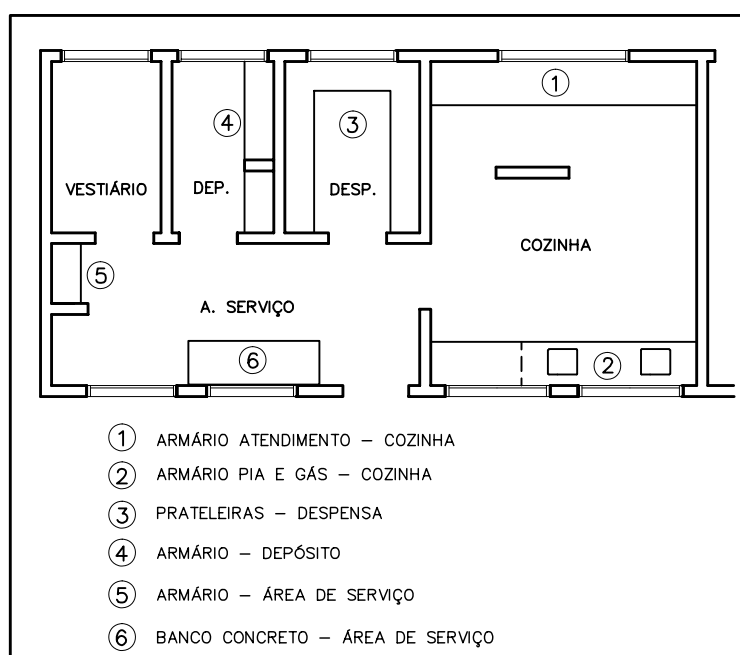 1
4
3
VESTIÁRIO
DEP.
DESP.
COZINHA
5
A. SERVIÇO
6
2
1 ARMÁRIO ATENDIMENTO – COZINHA
2 ARMÁRIO PIA E GÁS – COZINHA
3 PRATELEIRAS – DESPENSA
4 ARMÁRIO – DEPÓSITO
5 ARMÁRIO – ÁREA DE SERVIÇO
6 BANCO CONCRETO – ÁREA DE SERVIÇO